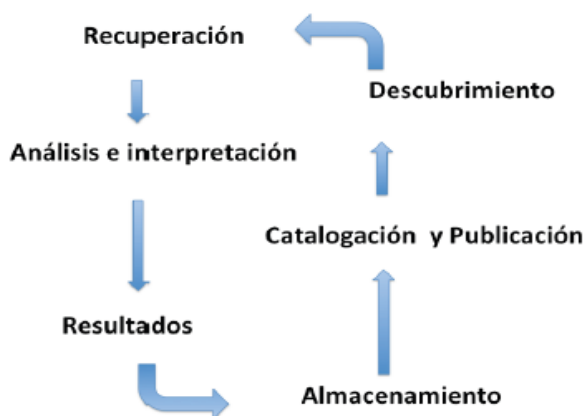 Recuperación
Descubrimiento
Análisis e interpretación
Catalogación y Publicación
Resultados
Almacenamiento